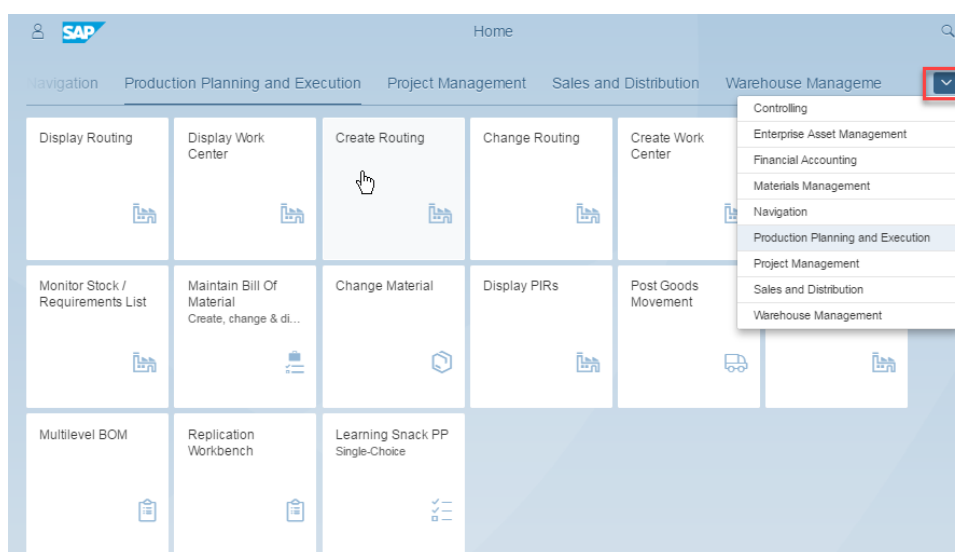 SAP
Home
Navigation
Production Planning and Execution
Project Management
Sales and Distribution
Warehouse Manageme
Controlling
Enterprise Asset Management
Financial Accounting
Materials Management
Navigation
Production Planning and Execution
Project Management
Sales and Distribution
Warehouse Management
Display Routing
Display Work
Center
Create Routing
Change Routing
Create Work
Center
Monitor Stock /
Requirements List
Maintain Bill Of
Material
Create, change & di...
Change Material
Display PIRs
Post Goods
Movement
Multilevel BOM
Replication
Workbench
Learning Snack PP
Single-Choice